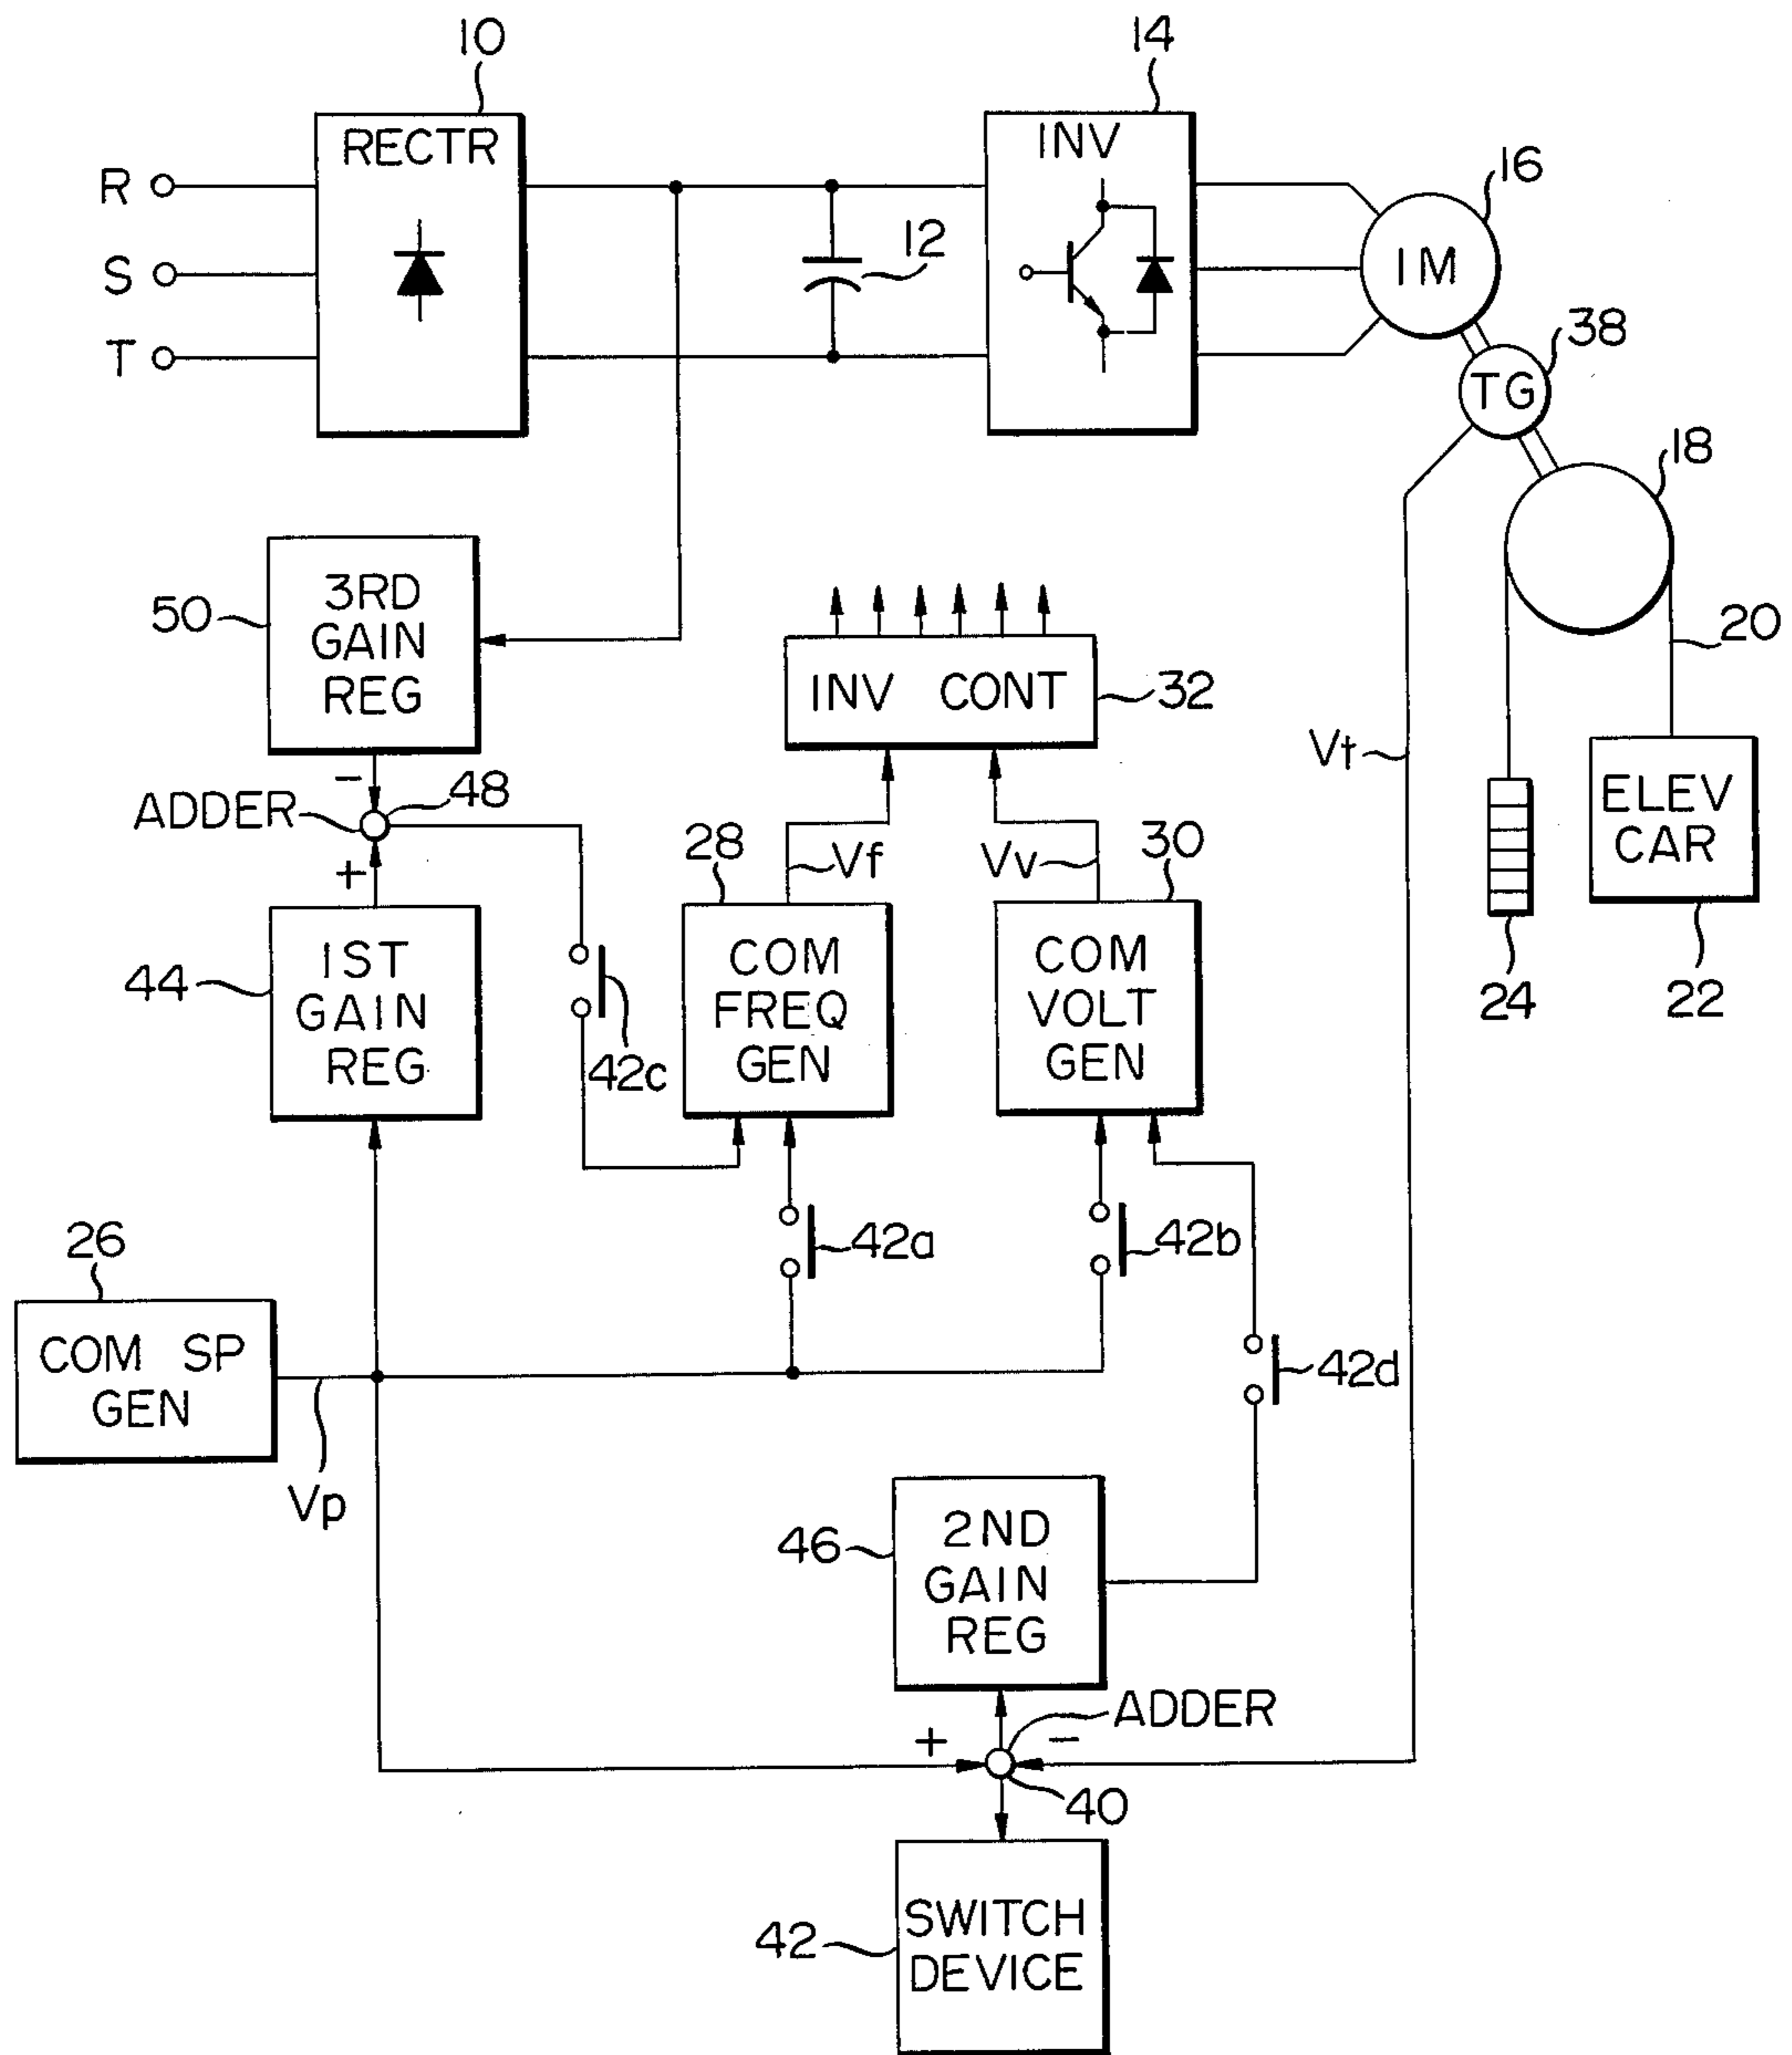 10
14
RECTR
INV
R
S
T
12
16
IM
38
TG
18
50
3RD
GAIN
REG
20
INV CONT
32
Vt
-
ADDER
48
+
ELEV
CAR
28
Vf
Vv
30
44
1ST
GAIN
REG
42c
COM
FREQ
GEN
COM
VOLT
GEN
24
22
26
42a
42b
COM SP
GEN
42d
Vp
46
2ND
GAIN
REG
ADDER
+
-
40
42
SWITCH
DEVICE